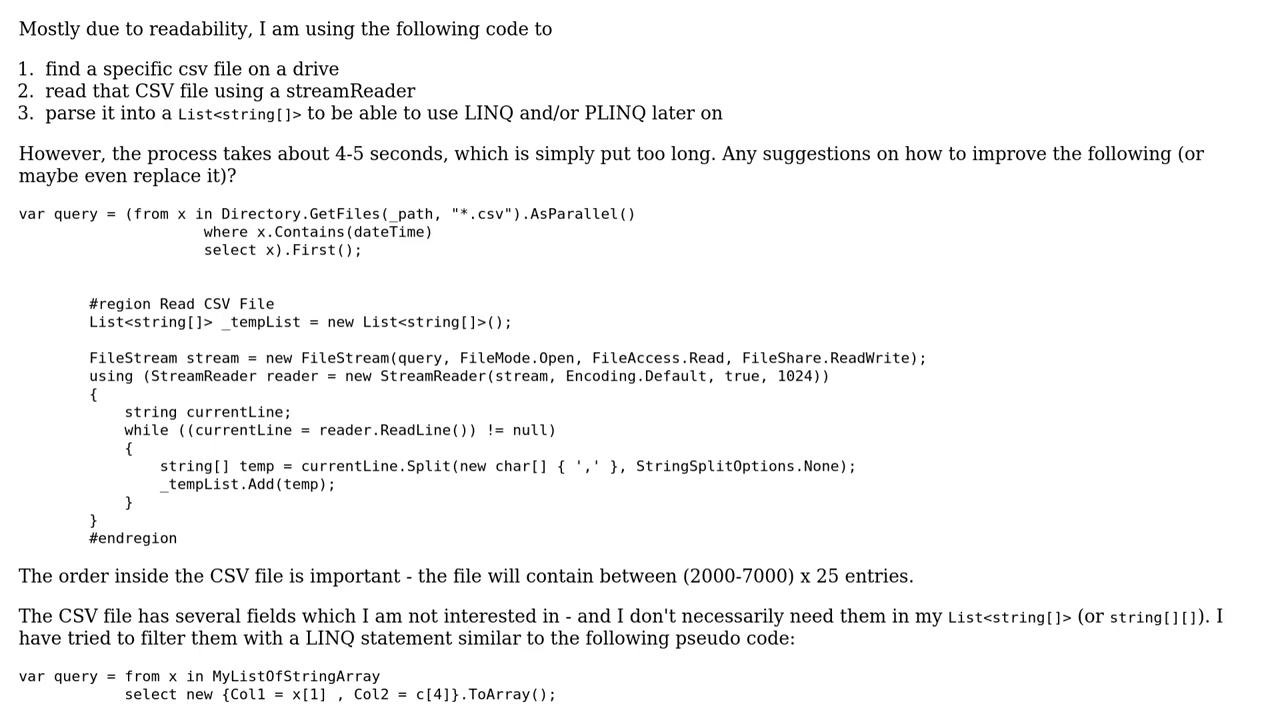 Mostly due to readability, I am using the following code to
1. find a specific csv file on a drive
2. read that CSV file using a streamReader
3. parse it into a List<string[]> to be able to use LINQ and/or PLINQ later on
However, the process takes about 4-5 seconds, which is simply put too long. Any suggestions on how to improve the following (or
maybe even replace it)?
var query = (from x in Directory.GetFiles(_path, "*.csv").AsParallel()
                     where x.Contains(dateTime)
                     select x).First();
        #region Read CSV File
        List<string[]> _tempList = new List<string[]>();
        FileStream stream = new FileStream(query, FileMode.Open, FileAccess.Read, FileShare.ReadWrite);
        using (StreamReader reader = new StreamReader(stream, Encoding.Default, true, 1024))
        {
            string currentLine;
            while ((currentLine = reader.ReadLine()) != null)
            {
                string[] temp = currentLine.Split(new char[] { ',' }, StringSplitOptions.None);
                _tempList.Add(temp);
            }
        }
        #endregion
The order inside the CSV file is important - the file will contain between (2000-7000) x 25 entries.
The CSV file has several fields which I am not interested in - and I don't necessarily need them in my List<string[]> (or string[][]). I
have tried to filter them with a LINQ statement similar to the following pseudo code:
var query = from x in MyListOfStringArray
            select new {Col1 = x[1] , Col2 = c[4]}.ToArray();